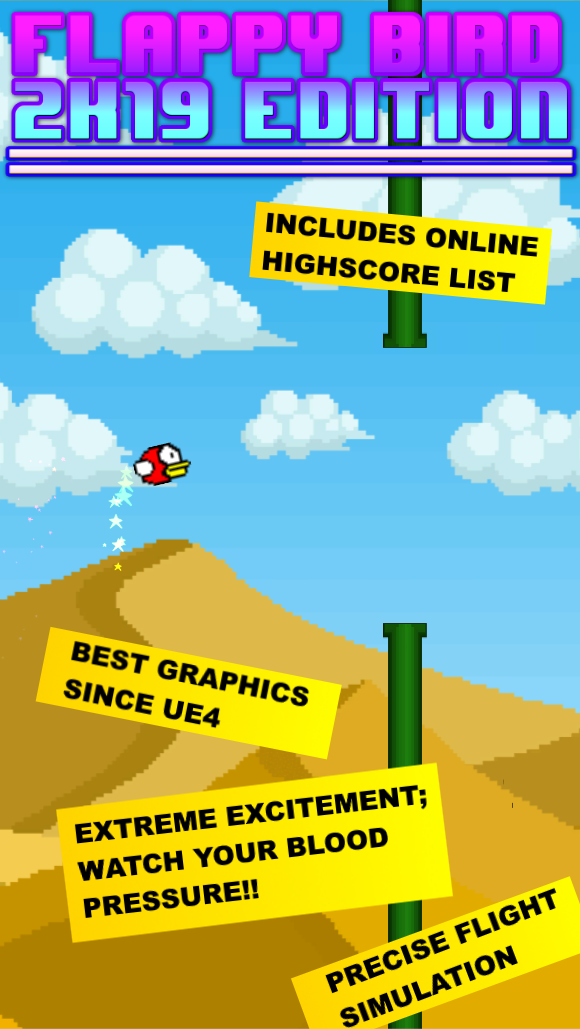 FLAPPY BIRD
2K19 EDITION
INCLUDES ONLINE
HIGHSCORE LIST
BEST GRAPHICS
SINCE UE4
EXTREME EXCITEMENT;
WATCH YOUR BLOOD
PRESSURE!!
PRECISE FLIGHT
SIMULATION